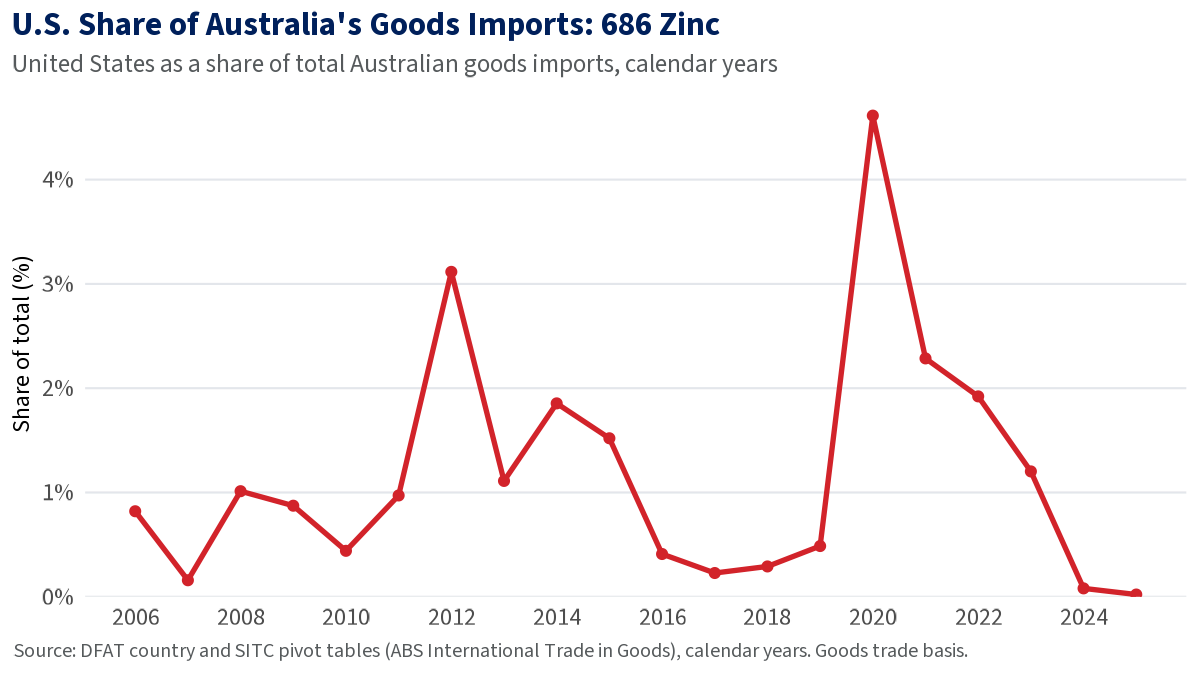 U.S. Share of Australia's Goods Imports: 686 Zinc
United States as a share of total Australian goods imports, calendar years
Share of total (%)
4%
3%
2%
1%
0%
2006 2008 2010 2012 2014 2016 2018 2020 2022 2024
Source: DFAT country and SITC pivot tables (ABS International Trade in Goods), calendar years. Goods trade basis.